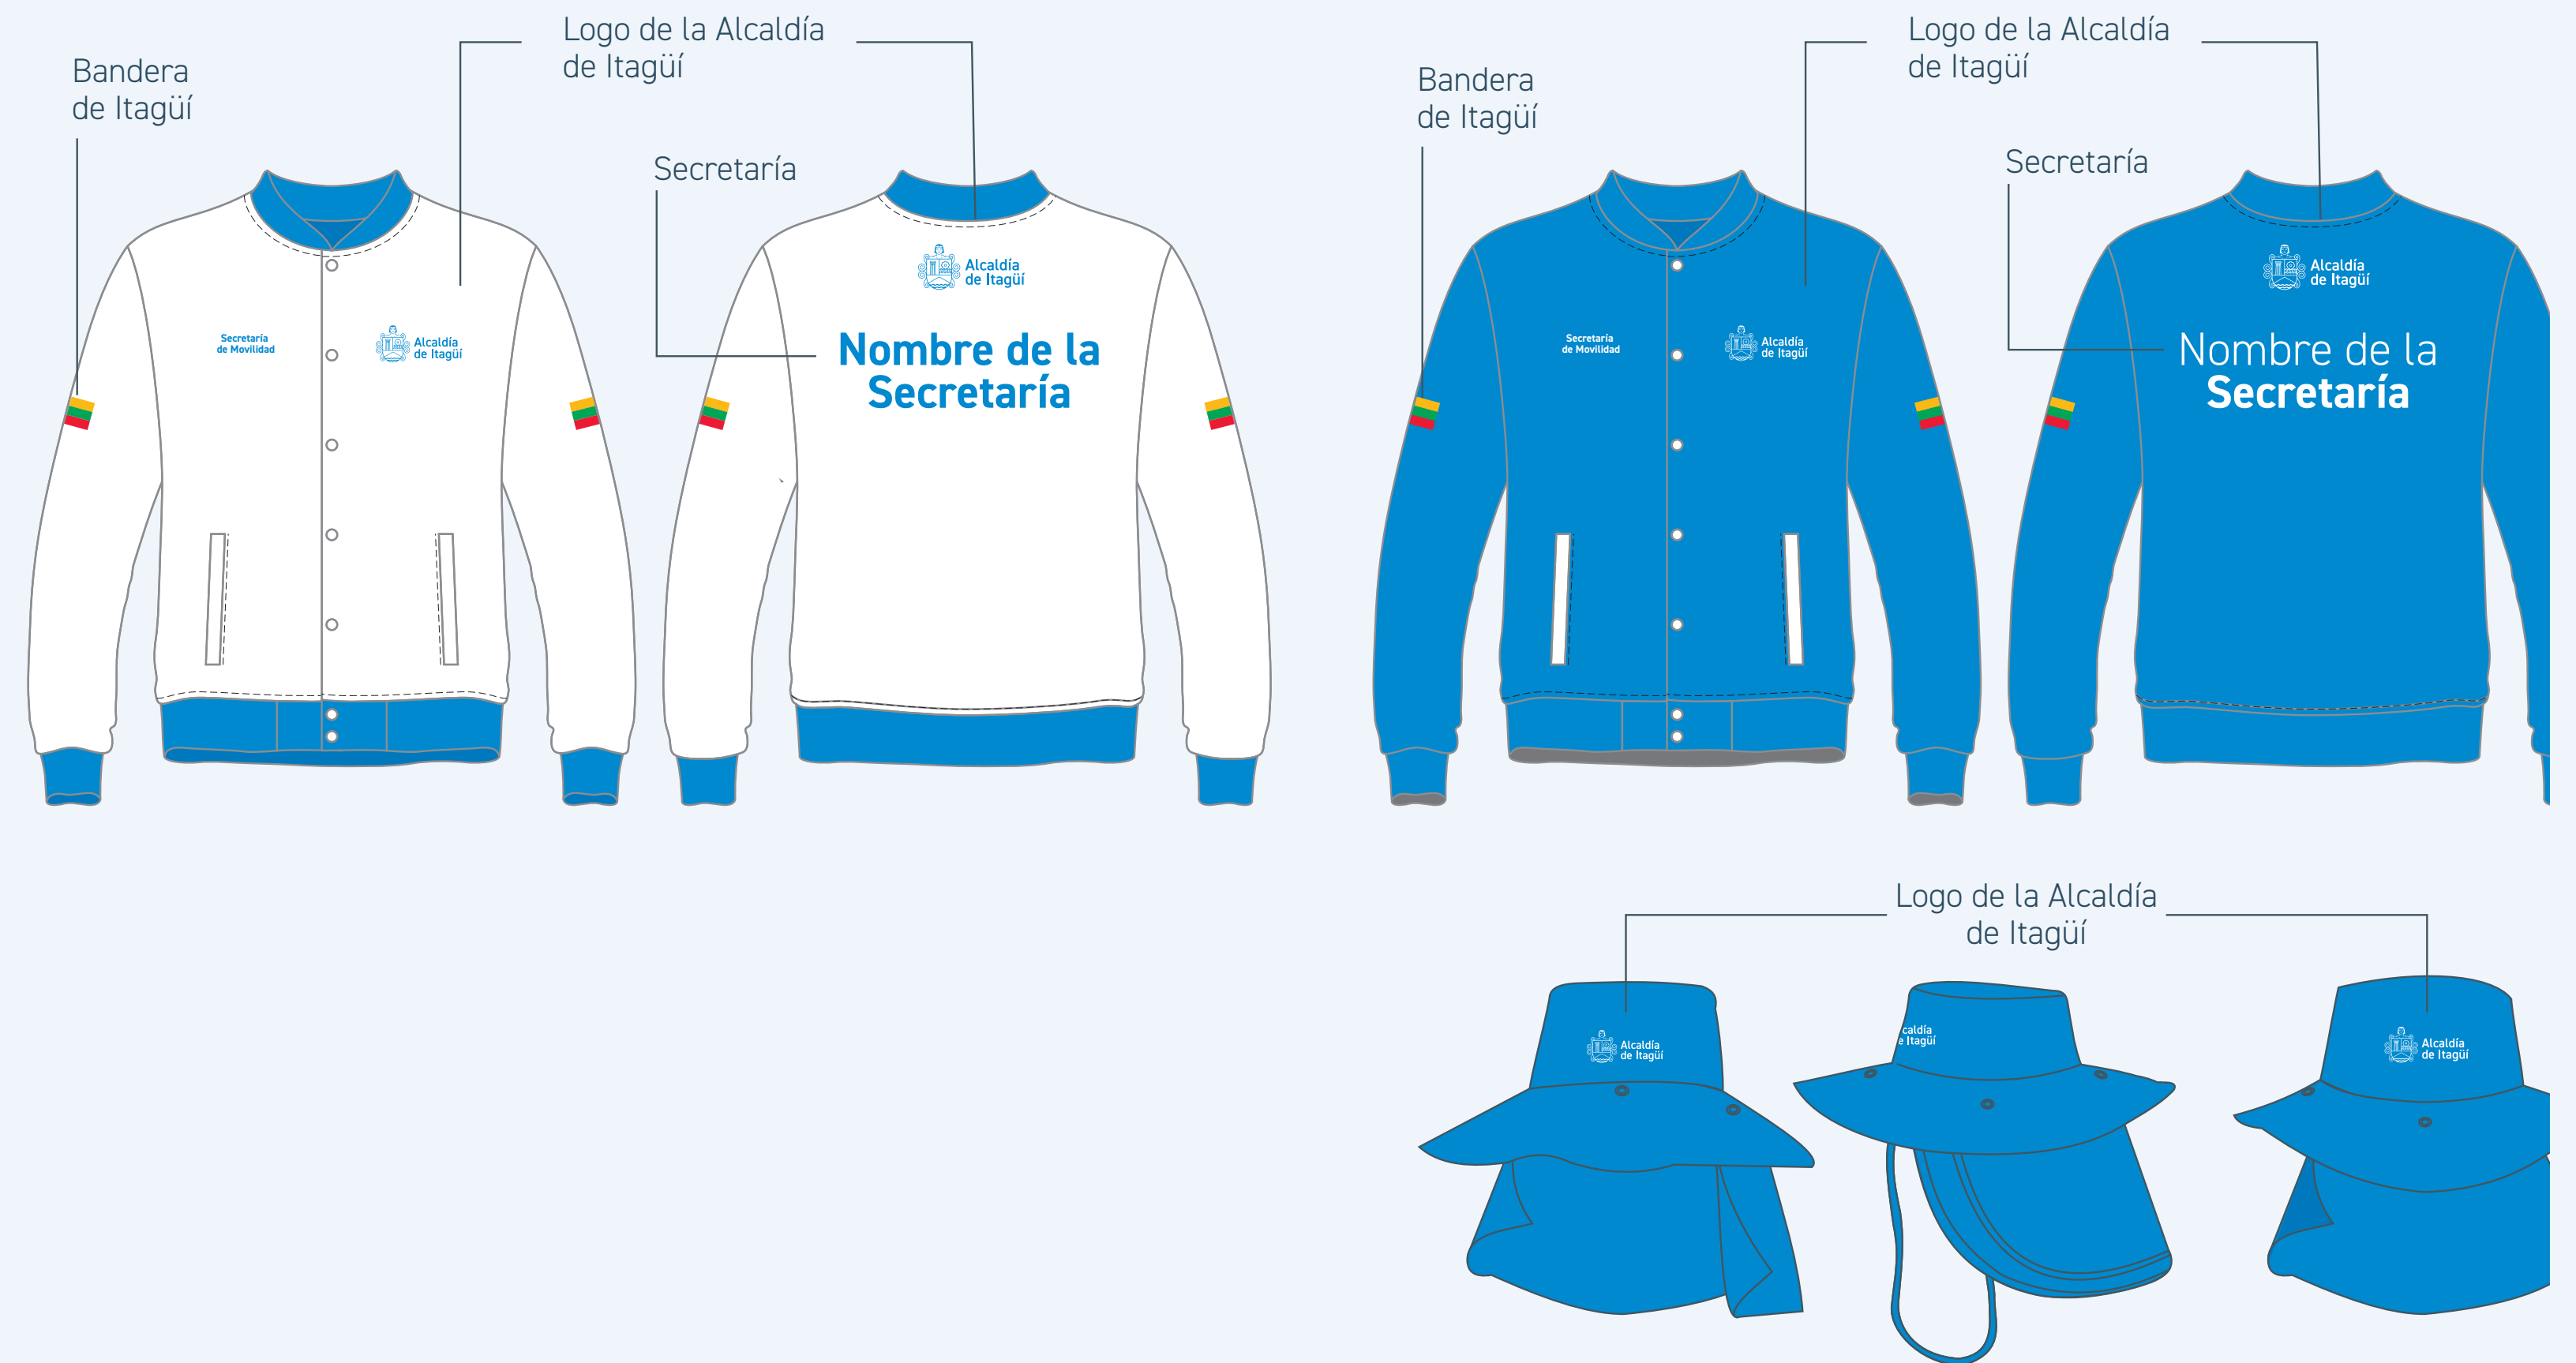 Logo de la Alcaldía
de Itagüí
Bandera
de Itagüí
Secretaría
Secretaría
de Movilidad
Alcaldía
de Itagüí
Alcaldía
de Itagüí
Nombre de la
Secretaría
Logo de la Alcaldía
de Itagüí
Bandera
de Itagüí
Secretaría
Secretaría
de Movilidad
Alcaldía
de Itagüí
Alcaldía
de Itagüí
Nombre de la
Secretaría
Logo de la Alcaldía
de Itagüí
Alcaldía
de Itagüí
caldía
e Itagüí
Alcaldía
de Itagüí